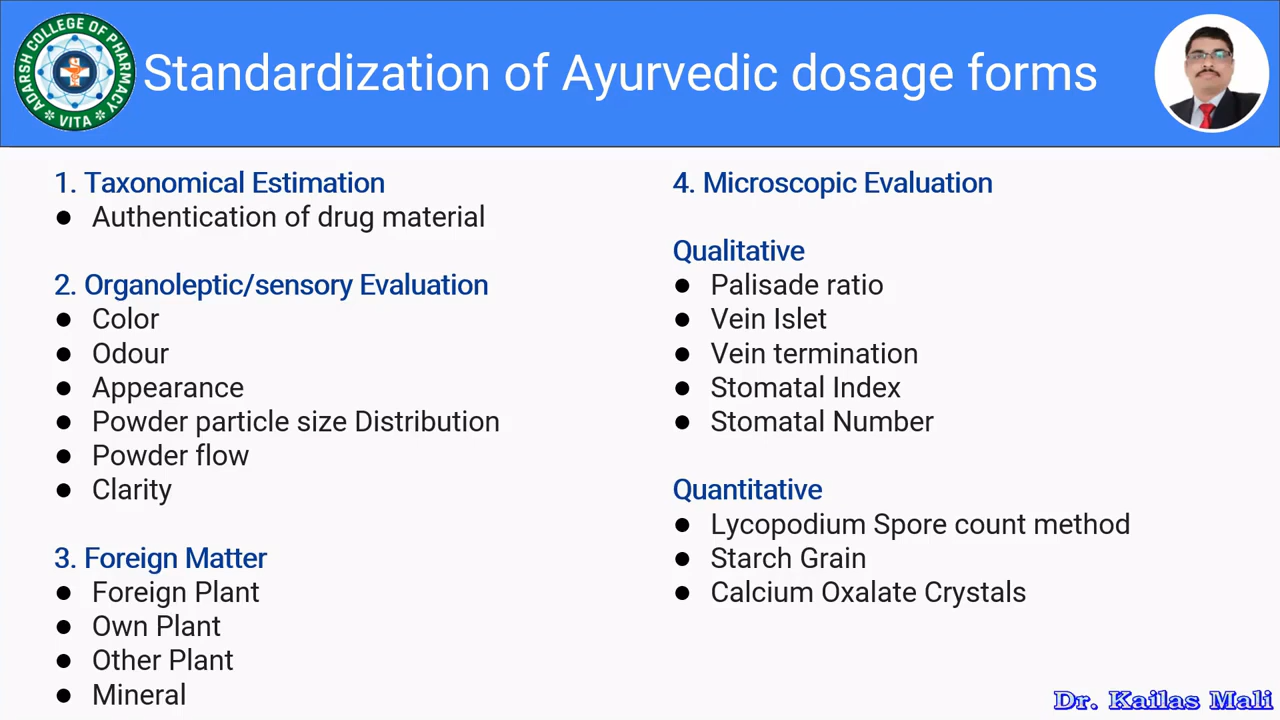 ADARSH COLLEGE OF PHARMACY
VITA
Standardization of Ayurvedic dosage forms
1. Taxonomical Estimation
● Authentication of drug material
2. Organoleptic/sensory Evaluation
● Color
● Odour
● Appearance
● Powder particle size Distribution
● Powder flow
● Clarity
3. Foreign Matter
● Foreign Plant
● Own Plant
● Other Plant
● Mineral
4. Microscopic Evaluation
Qualitative
● Palisade ratio
● Vein Islet
● Vein termination
● Stomatal Index
● Stomatal Number
Quantitative
● Lycopodium Spore count method
● Starch Grain
● Calcium Oxalate Crystals
Dr. Kailas Mali